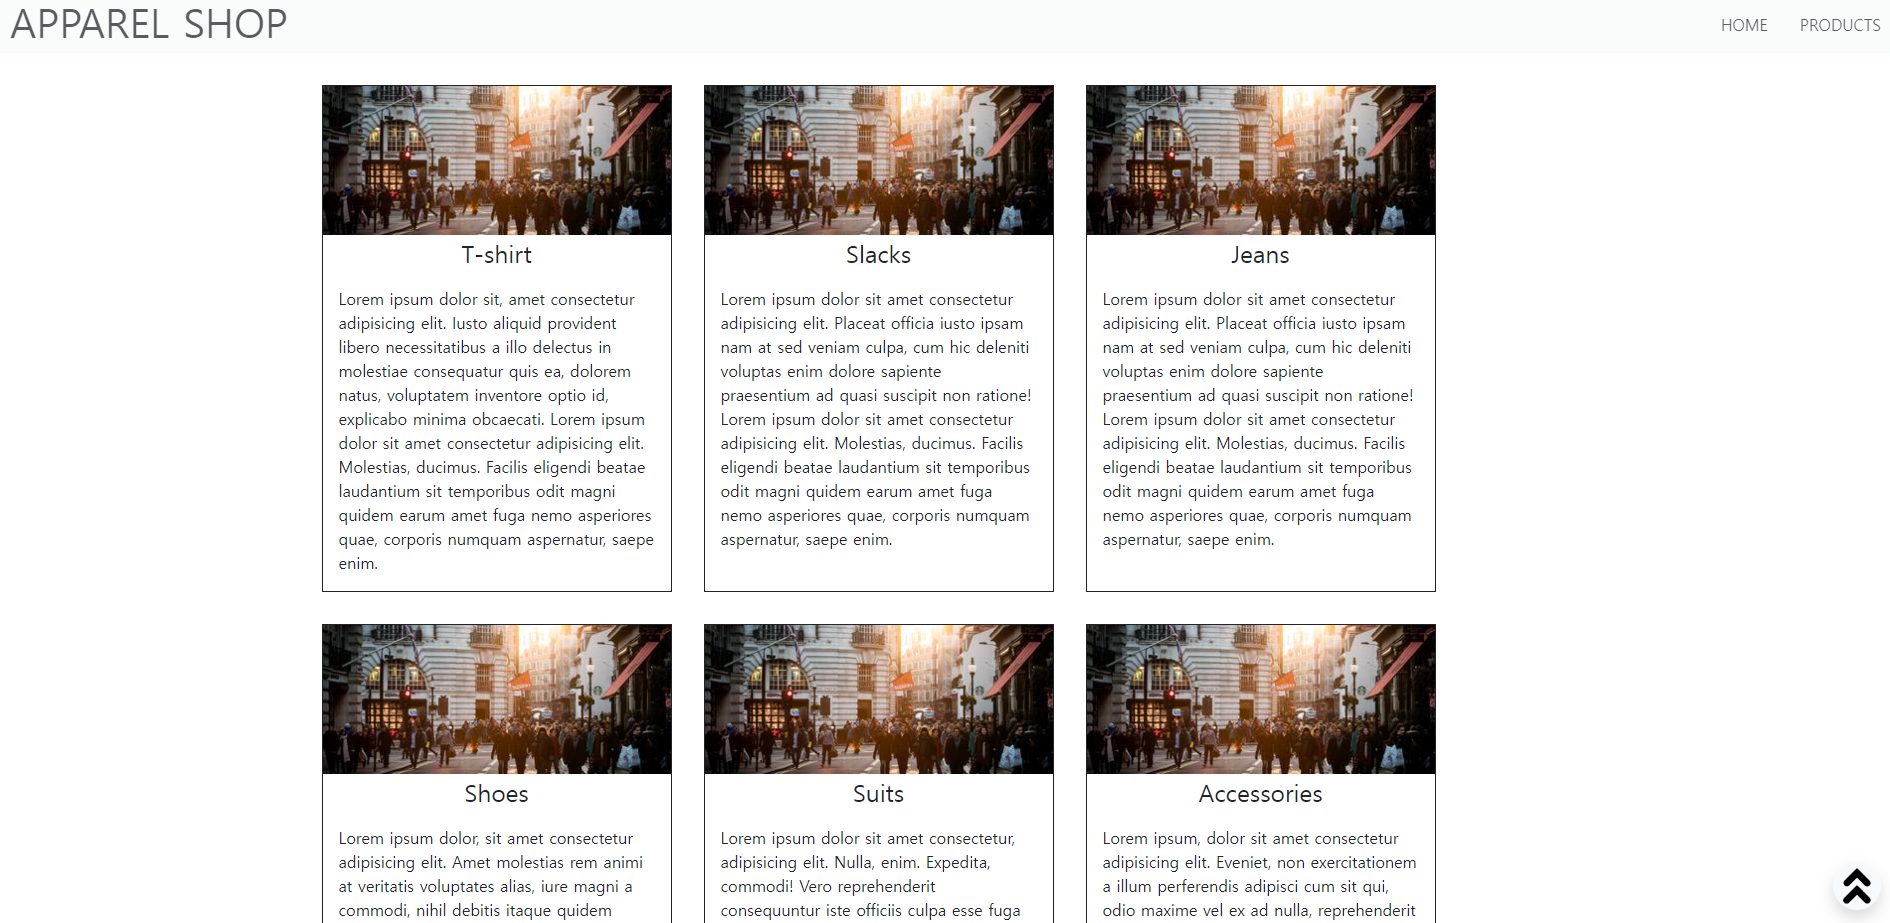 APPAREL SHOP
HOME
PRODUCTS
T-shirt
Lorem ipsum dolor sit, amet consectetur
adipisicing elit. Iusto aliquid provident
libero necessitatibus a illo delectus in
molestiae consequatur quis ea, dolorem
natus, voluptatem inventore optio id,
explicabo minima obcaecati. Lorem ipsum
dolor sit amet consectetur adipisicing elit.
Molestias, ducimus. Facilis eligendi beatae
laudantium sit temporibus odit magni
quidem earum amet fuga nemo asperiores
quae, corporis numquam aspernatur, saepe
enim.
Slacks
Lorem ipsum dolor sit amet consectetur
adipisicing elit. Placeat officia iusto ipsam
nam at sed veniam culpa, cum hic deleniti
voluptas enim dolore sapiente
praesentium ad quasi suscipit non ratione!
Lorem ipsum dolor sit amet consectetur
adipisicing elit. Molestias, ducimus. Facilis
eligendi beatae laudantium sit temporibus
odit magni quidem earum amet fuga
nemo asperiores quae, corporis numquam
aspernatur, saepe enim.
Jeans
Lorem ipsum dolor sit amet consectetur
adipisicing elit. Placeat officia iusto ipsam
nam at sed veniam culpa, cum hic deleniti
voluptas enim dolore sapiente
praesentium ad quasi suscipit non ratione!
Lorem ipsum dolor sit amet consectetur
adipisicing elit. Molestias, ducimus. Facilis
eligendi beatae laudantium sit temporibus
odit magni quidem earum amet fuga
nemo asperiores quae, corporis numquam
aspernatur, saepe enim.
Shoes
Lorem ipsum dolor, sit amet consectetur
adipisicing elit. Amet molestias rem animi
at veritatis voluptates alias, iure magni a
commodi, nihil debitis itaque quidem
Suits
Lorem ipsum dolor sit amet consectetur,
adipisicing elit. Nulla, enim. Expedita,
commodi! Vero reprehenderit
consequuntur iste officiis culpa esse fuga
Accessories
Lorem ipsum, dolor sit amet consectetur
adipisicing elit. Eveniet, non exercitationem
a illum perferendis adipisci cum sit qui,
odio maxime vel ex ad nulla, reprehenderit